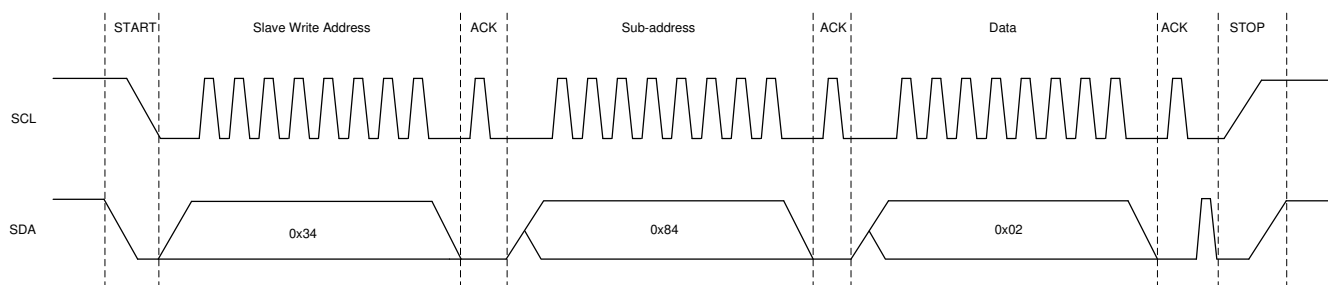 START Slave Write Address ACK Sub-address ACK Data ACK STOP
SCL
SDA 0x34 0x84 0x02